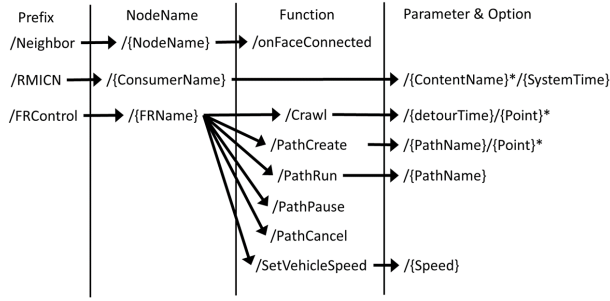 Prefix NodeName Function Parameter & Option
/Neighbor /{NodeName} /onFaceConnected
/RMICN /{ConsumerName} /{ContentName}*/{SystemTime}
/FRControl /{FRName} /Crawl /{detourTime}/{Point}*
/PathCreate /{PathName}/{Point}*
/PathRun /{PathName}
/PathPause
/PathCancel
/SetVehicleSpeed /{Speed}